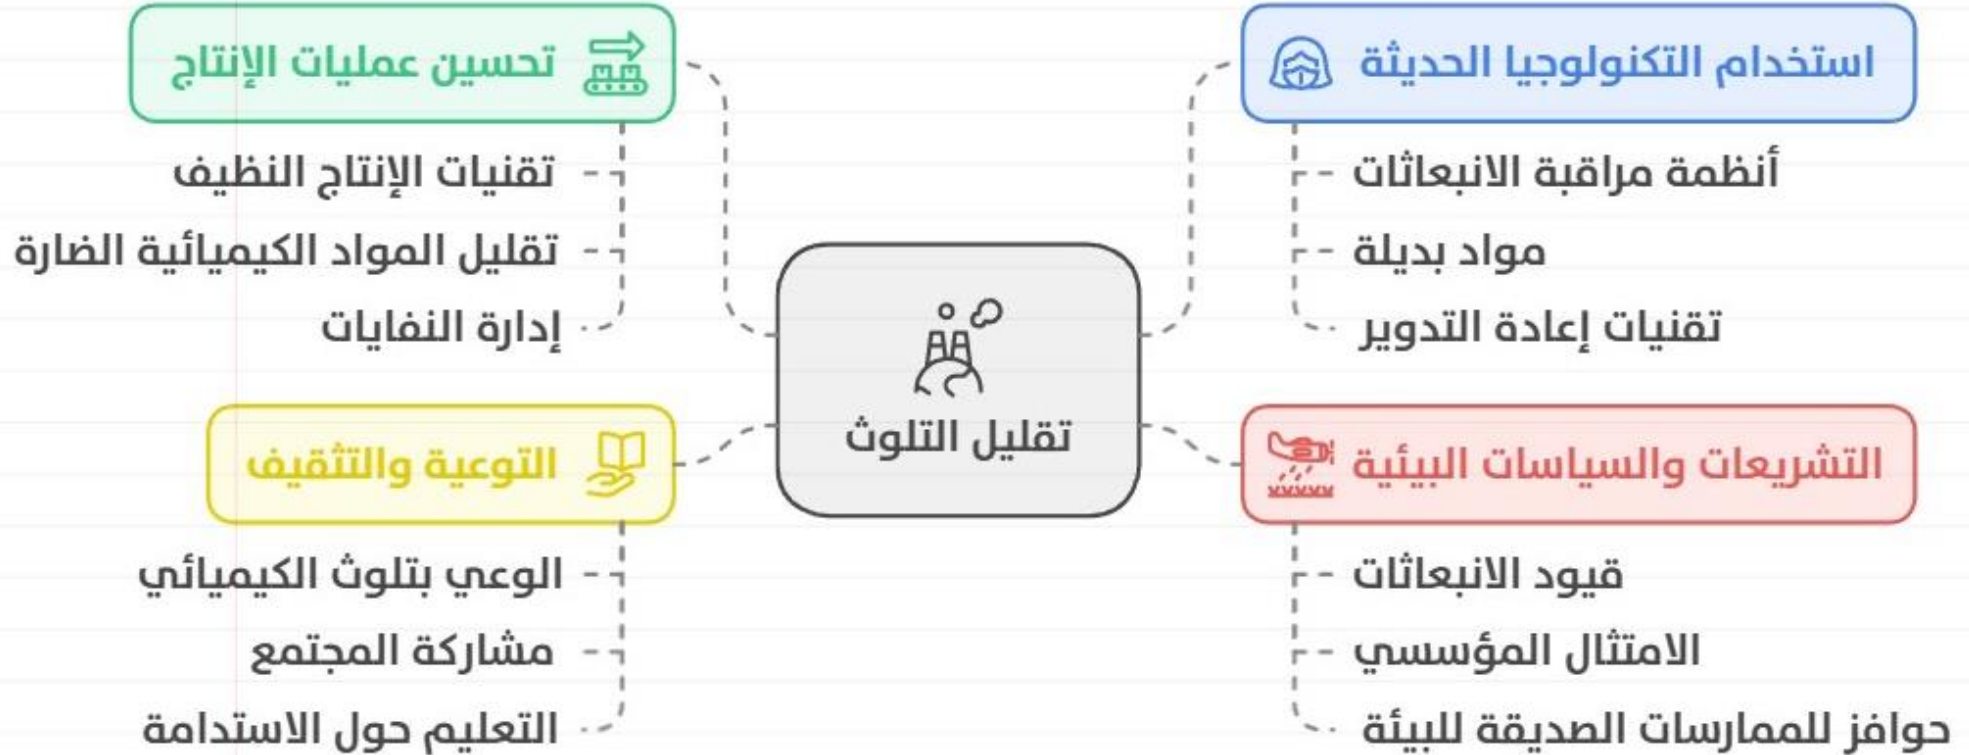 استخدام التكنولوجيا الحديثة
أنظمة مراقبة الانبعاثات
مواد بديلة
تقنيات إعادة التدوير
تحسين عمليات الإنتاج
تقنيات الإنتاج النظيف
تقليل المواد الكيميائية الضارة
إدارة النفايات
تقليل التلوث
التشريعات والسياسات البيئية
قيود الانبعاثات
الامتثال المؤسسي
حوافز للممارسات الصديقة للبيئة
التوعية والتثقيف
الوعي بتلوث الكيميائي
مشاركة المجتمع
التعليم حول الاستدامة